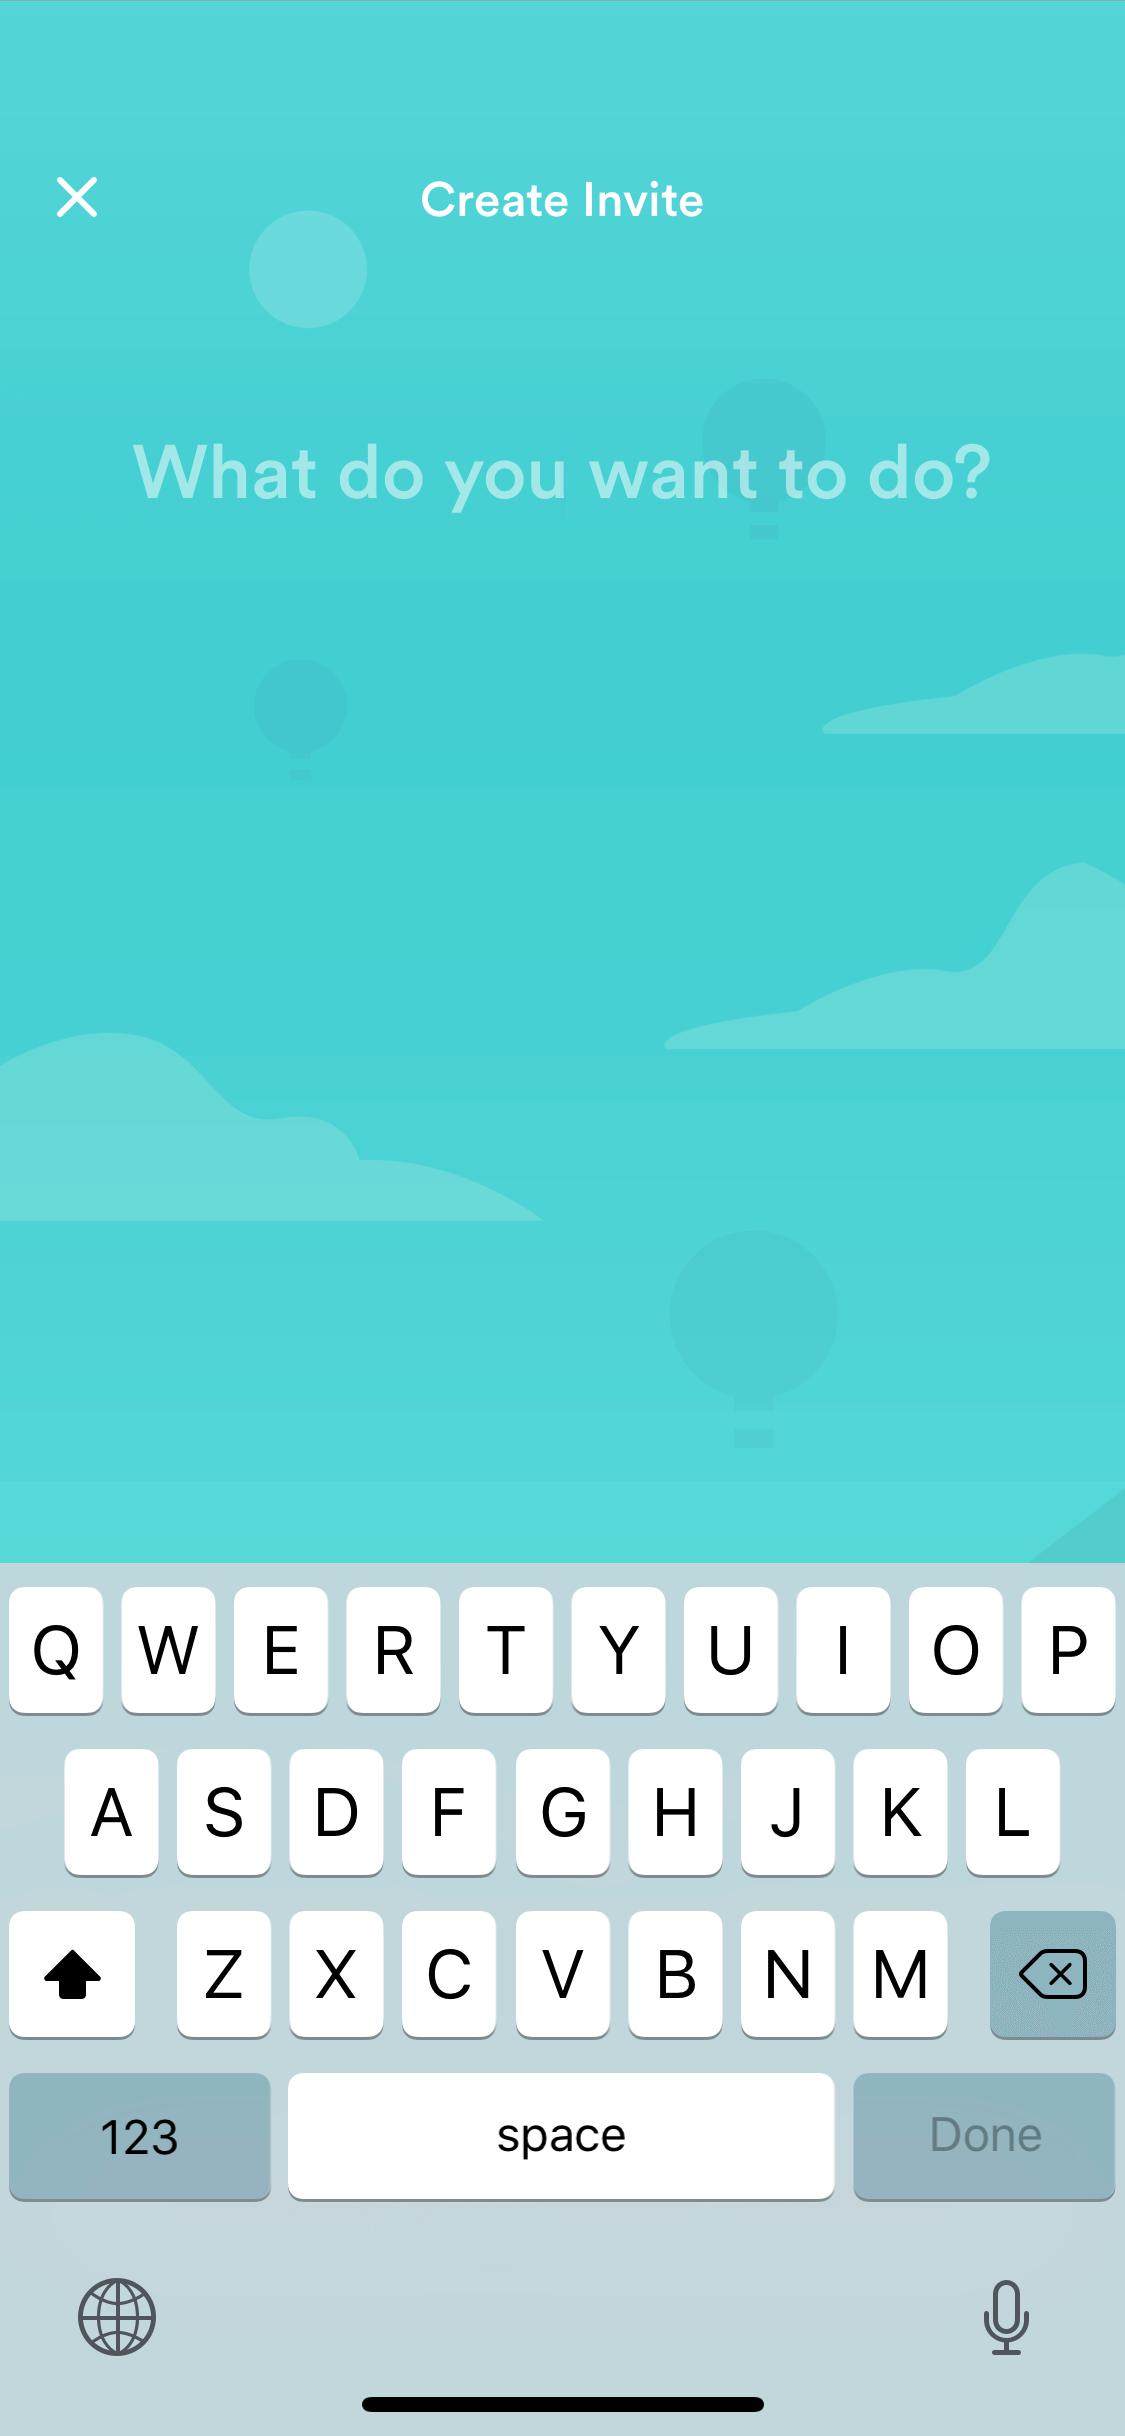 Create Invite
What do you want to do?
Q W E R T Y U I O P
A S D F G H J K L
Z X C V B N M
123 space Done